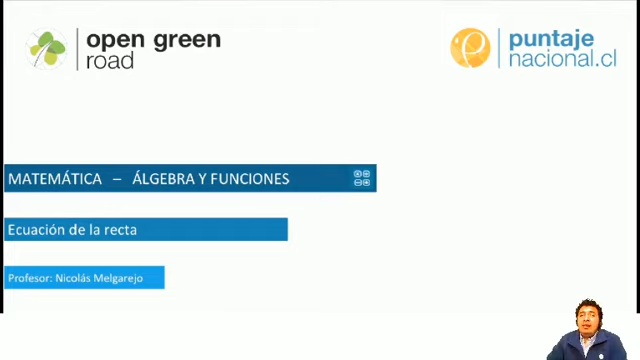 open green
road
puntaje
nacional.cl
MATEMÁTICA – ÁLGEBRA Y FUNCIONES
Ecuación de la recta
Profesor: Nicolás Melgarejo